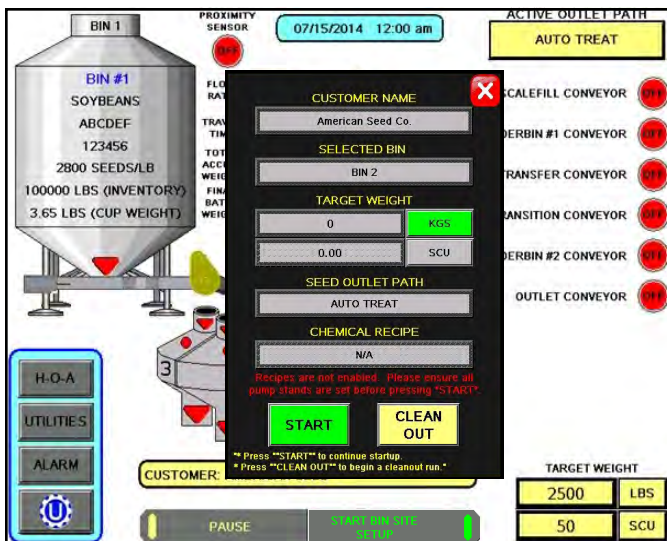 BIN 1
PROXIMITY
SENSOR
OFF
07/15/2014 12:00 am
ACTIVE OUTLET PATH
AUTO TREAT
BIN #1
SOYBEANS
ABCDEF
123456
2800 SEEDS/LB
100000 LBS (INVENTORY)
3.65 LBS (CUP WEIGHT)
CUSTOMER NAME
American Seed Co.
SELECTED BIN
BIN 2
TARGET WEIGHT
0 KGS
0.00 SCU
SEED OUTLET PATH
AUTO TREAT
CHEMICAL RECIPE
N/A
Recipes are not enabled. Please ensure all
pump stands are set before pressing "START".
START
CLEAN
OUT
** Press "START" to continue startup.
* Press "CLEAN OUT" to begin a cleanout run."
SCALEFILL CONVEYOR OFF
DERBIN #1 CONVEYOR OFF
TRANSFER CONVEYOR OFF
ANSITION CONVEYOR OFF
DERBIN #2 CONVEYOR OFF
OUTLET CONVEYOR OFF
3
H-O-A
UTILITIES
ALARM
U
CUSTOMER:
PAUSE
START BIN SITE
SETUP
TARGET WEIGHT
2500 LBS
50 SCU